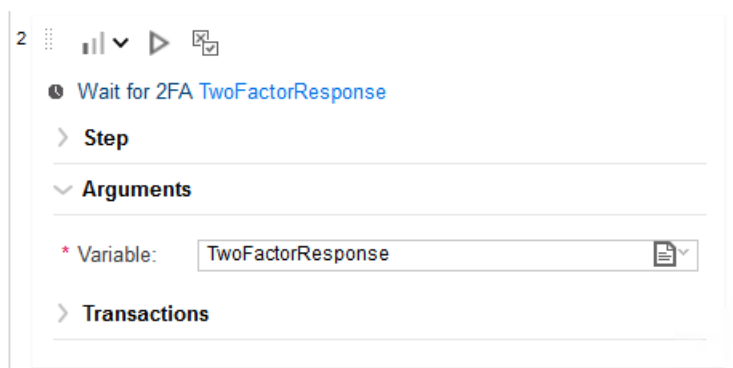 2
Wait for 2FA TwoFactorResponse
Step
Arguments
* Variable: TwoFactorResponse
Transactions